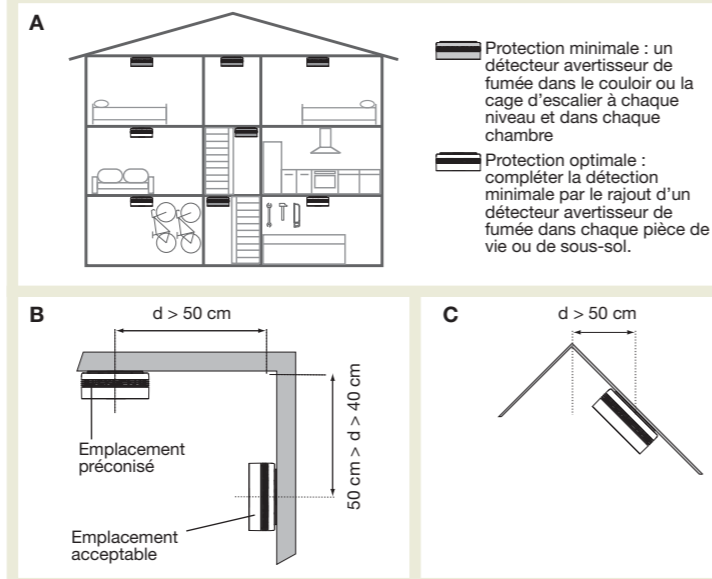 A
Protection minimale : un
détecteur avertisseur de
fumée dans le couloir ou la
cage d'escalier à chaque
niveau et dans chaque
chambre
Protection optimale :
compléter la détection
minimale par le rajout d'un
détecteur avertisseur de
fumée dans chaque pièce de
vie ou de sous-sol.
B
d > 50 cm
50 cm > d > 40 cm
Emplacement
préconisé
Emplacement
acceptable
C
d > 50 cm